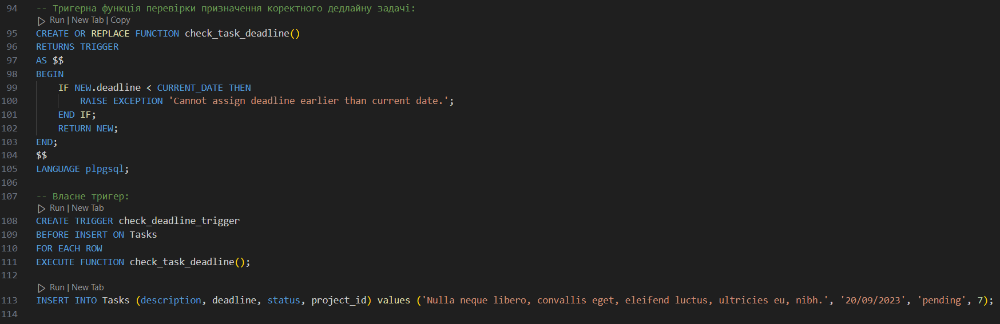 94 -- Тригерна функція перевірки призначення коректного дедлайну задачі:
Run | New Tab | Copy
95 CREATE OR REPLACE FUNCTION check_task_deadline()
96 RETURNS TRIGGER
97 AS $$
98 BEGIN
99 IF NEW.deadline < CURRENT_DATE THEN
100 RAISE EXCEPTION 'Cannot assign deadline earlier than current date.';
101 END IF;
102 RETURN NEW;
103 END;
104 $$
105 LANGUAGE plpgsql;
106
107 -- Власне тригер:
Run | New Tab
108 CREATE TRIGGER check_deadline_trigger
109 BEFORE INSERT ON Tasks
110 FOR EACH ROW
111 EXECUTE FUNCTION check_task_deadline();
112
Run | New Tab
113 INSERT INTO Tasks (description, deadline, status, project_id) values ('Nulla neque libero, convallis eget, eleifend luctus, ultricies eu, nibh.', '20/09/2023', 'pending', 7);
114